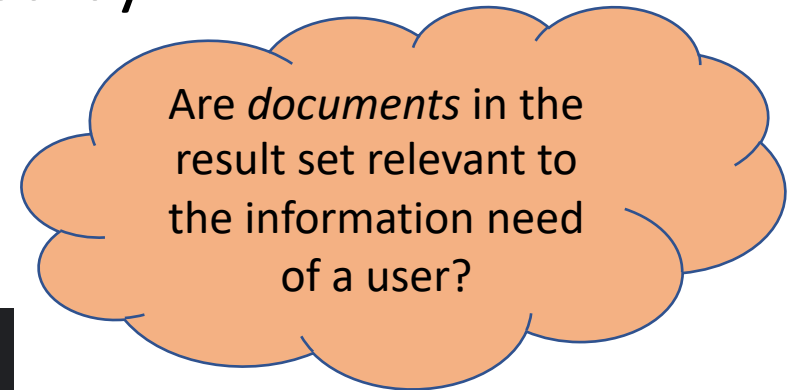 Are documents in the
result set relevant to
the information need
of a user?